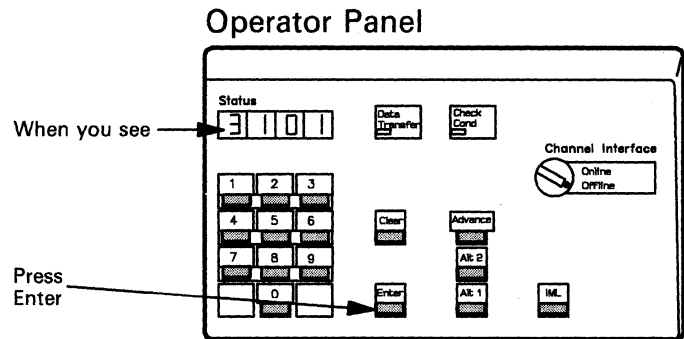 Operator Panel
Status
When you see
3101
Data
Transfer
Check
Cond
Channel Interface
Online
Offline
1 2 3
4 5 6
Clear
Advance
7 8 9
Alt 2
Press
Enter
0
Enter
Alt 1
IML